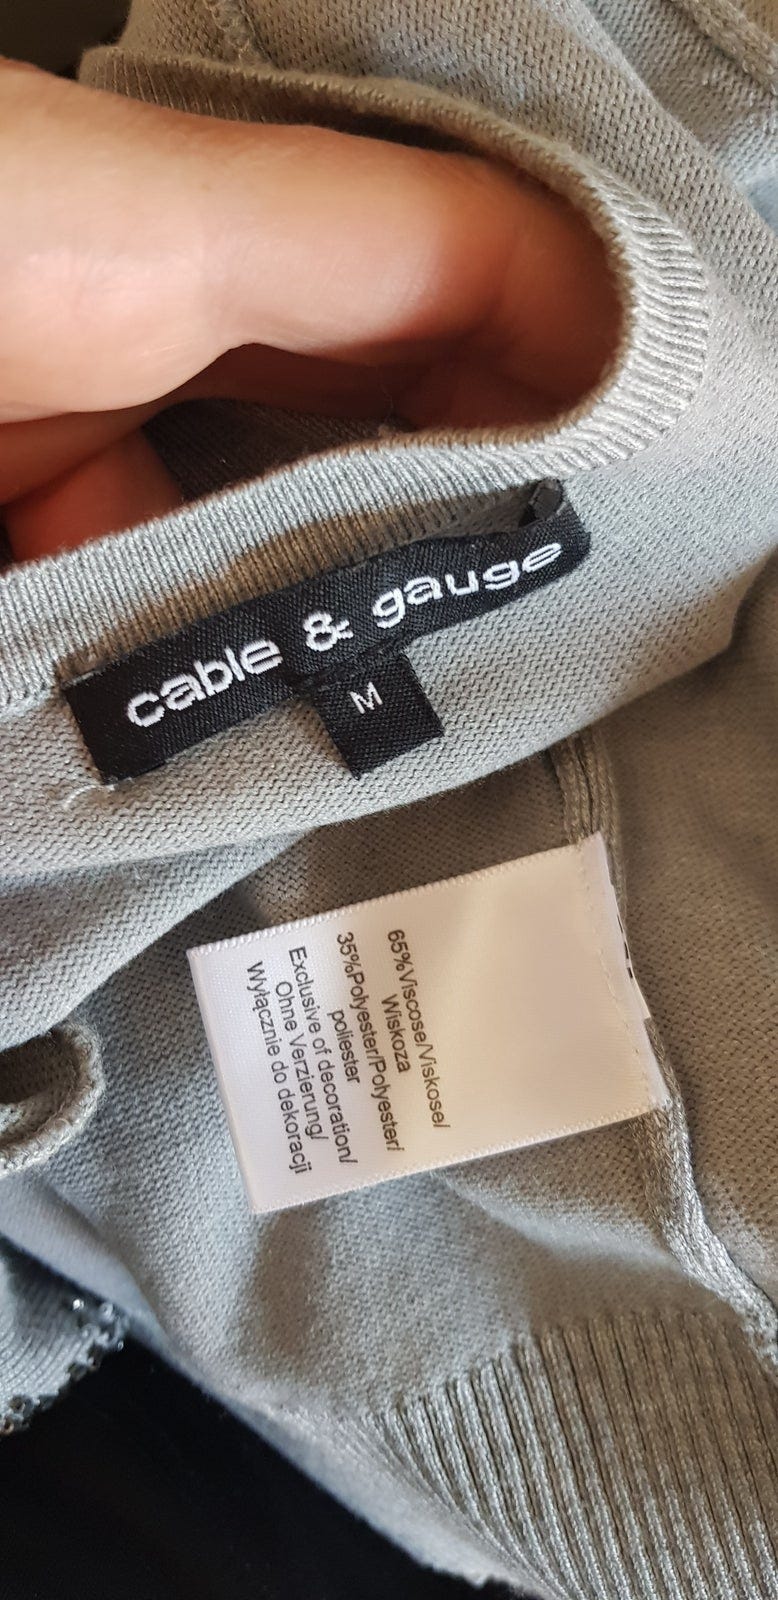 cable & gauge
M
65%Viscose/Viskose/
Wiskoza
35%Polyester/Polyester/
poliester
Exclusive of decoration/
Ohne Verzierung/
Wyłącznie do dekoracji